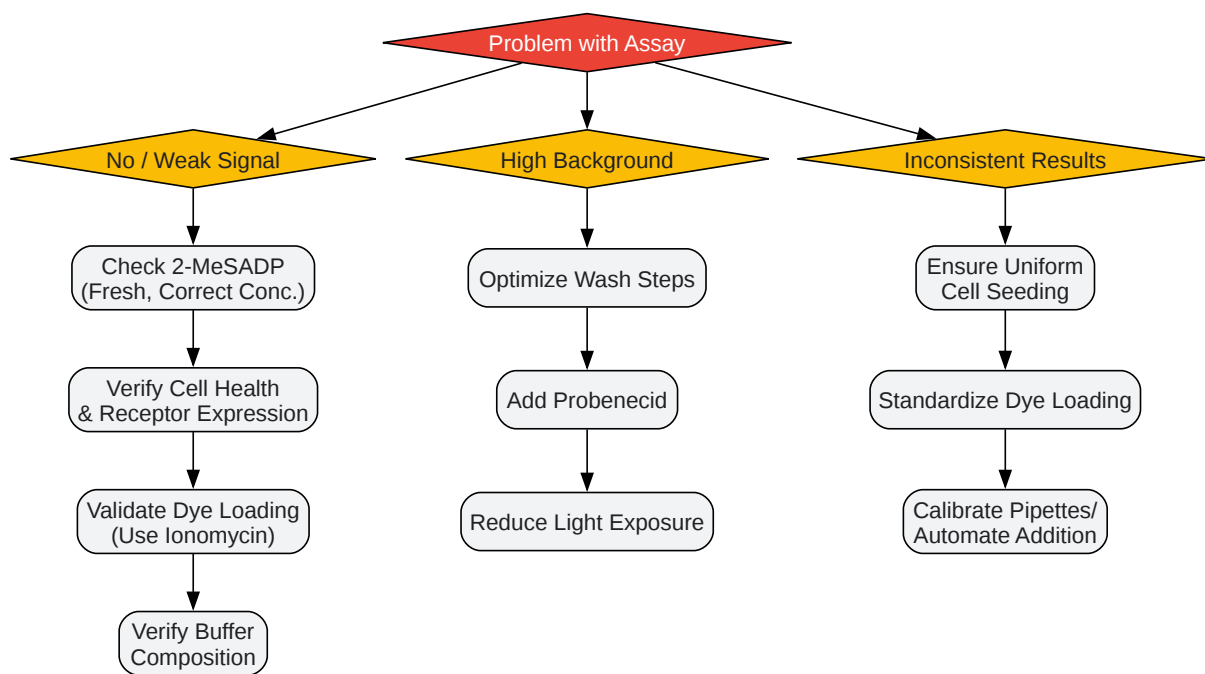 Problem with Assay
No / Weak Signal
High Background
Inconsistent Results
Check 2-MeSADP
(Fresh, Correct Conc.)
Optimize Wash Steps
Ensure Uniform
Cell Seeding
Verify Cell Health
& Receptor Expression
Add Probenecid
Standardize Dye Loading
Validate Dye Loading
(Use Ionomycin)
Reduce Light Exposure
Calibrate Pipettes/
Automate Addition
Verify Buffer
Composition